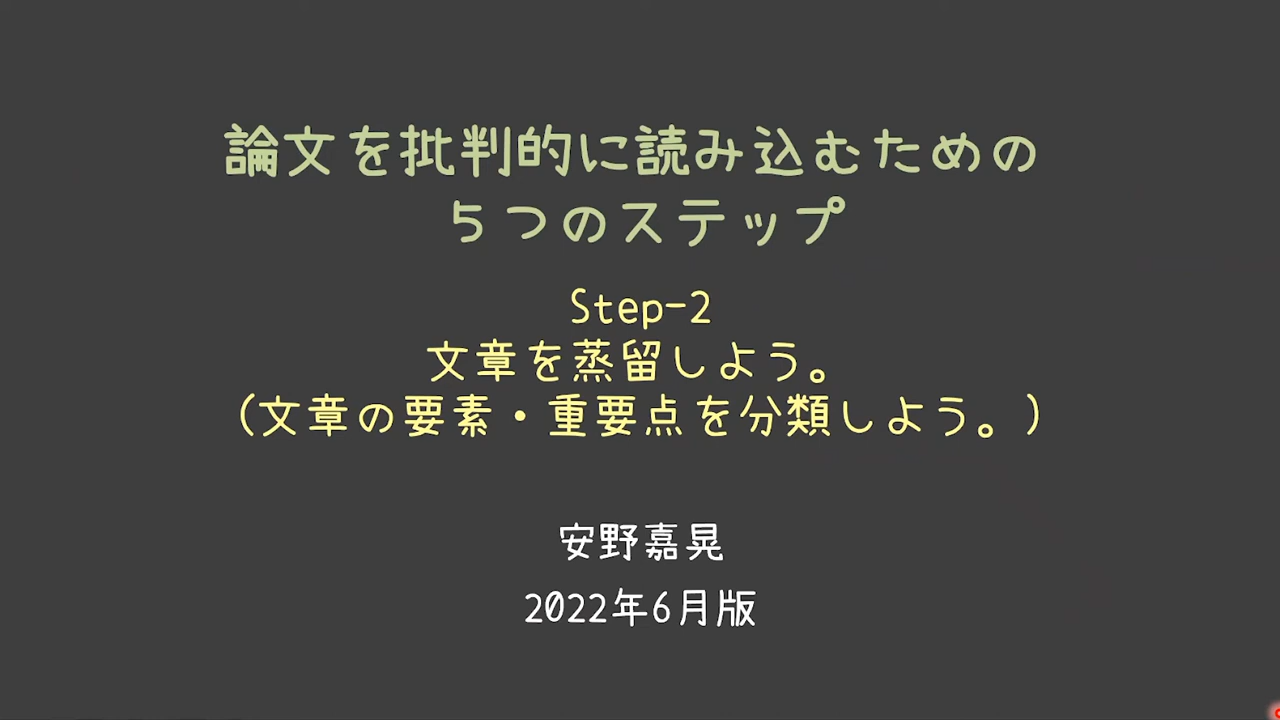 論文を批判的に読み込むための
５つのステップ
Step-2
文章を蒸留しよう。
(文章の要素・重要点を分類しよう。)
安野嘉晃
2022年6月版